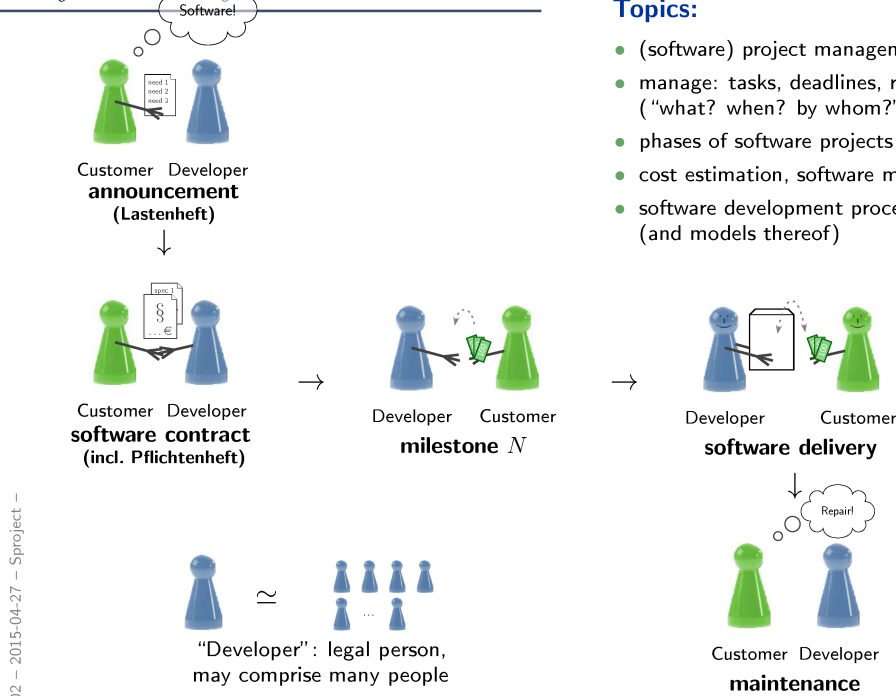 Software!
need 1
need 2
need 3
Customer Developer
announcement
(Lastenheft)
↓
Topics:
• (software) project managem
• manage: tasks, deadlines,
(“what? when? by whom?”
• phases of software projects
• cost estimation, software m
• software development proce
(and models thereof)
spec 1
§
... €
Customer Developer
software contract
(incl. Pflichtenheft)
→
Developer Customer
milestone N
→
Developer Customer
software delivery
↓
Repair!
Customer Developer
maintenance
≃
...
“Developer”: legal person,
may comprise many people
02 – 2015-04-27 – Sproject –